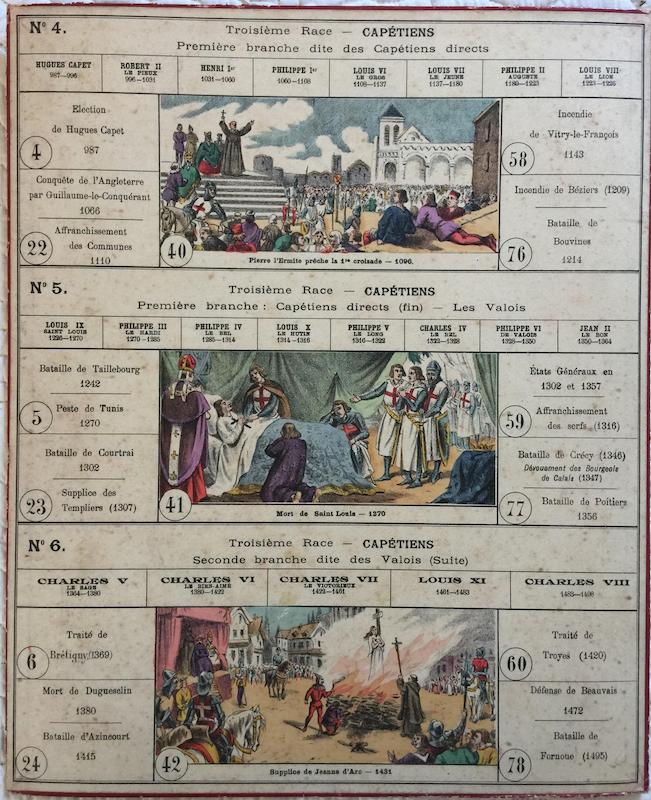 N° 4.
Troisième Race — CAPÉTIENS
Première branche dite des Capétiens directs
HUGUES CAPET
987–996
ROBERT II
LE PIEUX
996–1031
HENRI Ier
1031–1060
PHILIPPE Ier
1060–1108
LOUIS VI
LE GROS
1108–1137
LOUIS VII
LE JEUNE
1137–1180
PHILIPPE II
AUGUSTE
1180–1223
LOUIS VIII
LE LION
1223–1226
Election
de Hugues Capet
4
987
Conquête de l'Angleterre
par Guillaume-le-Conquérant
1066
Affranchissement
22
des Communes
1110
40
Pierre l'Ermite prêche la 1re croisade — 1096.
Incendie
de Vitry-le-François
58
1143
Incendie de Béziers (1209)
Bataille de
76
Bouvines
1214
N° 5.
Troisième Race — CAPÉTIENS
Première branche : Capétiens directs (fin) — Les Valois
LOUIS IX
SAINT LOUIS
1226–1270
PHILIPPE III
LE HARDI
1270–1285
PHILIPPE IV
LE BEL
1285–1314
LOUIS X
LE HUTIN
1314–1316
PHILIPPE V
LE LONG
1316–1322
CHARLES IV
LE BEL
1322–1328
PHILIPPE VI
DE VALOIS
1328–1350
JEAN II
LE BON
1350–1364
Bataille de Taillebourg
1242
5
Peste de Tunis
1270
Bataille de Courtrai
1302
23
Supplice des
Templiers (1307)
41
Mort de Saint Louis — 1270
États Généraux en
1302 et 1357
59
Affranchissement
des serfs (1316)
Bataille de Crécy (1346)
Dévouement des Bourgeois
de Calais (1347)
77
Bataille de Poitiers
1356
N° 6.
Troisième Race — CAPÉTIENS
Seconde branche dite des Valois (Suite)
CHARLES V
LE SAGE
1364–1380
CHARLES VI
LE BIEN-AIMÉ
1380–1422
CHARLES VII
LE VICTORIEUX
1422–1461
LOUIS XI
1461–1483
CHARLES VIII
1483–1498
Traité de
6
Brétigny (1369)
Mort de Duguesclin
1380
Bataille d'Azincourt
24
1415
42
Supplice de Jeanne d'Arc — 1431
Traité de
60
Troyes (1420)
Défense de Beauvais
1472
Bataille de
78
Fornoue (1495)